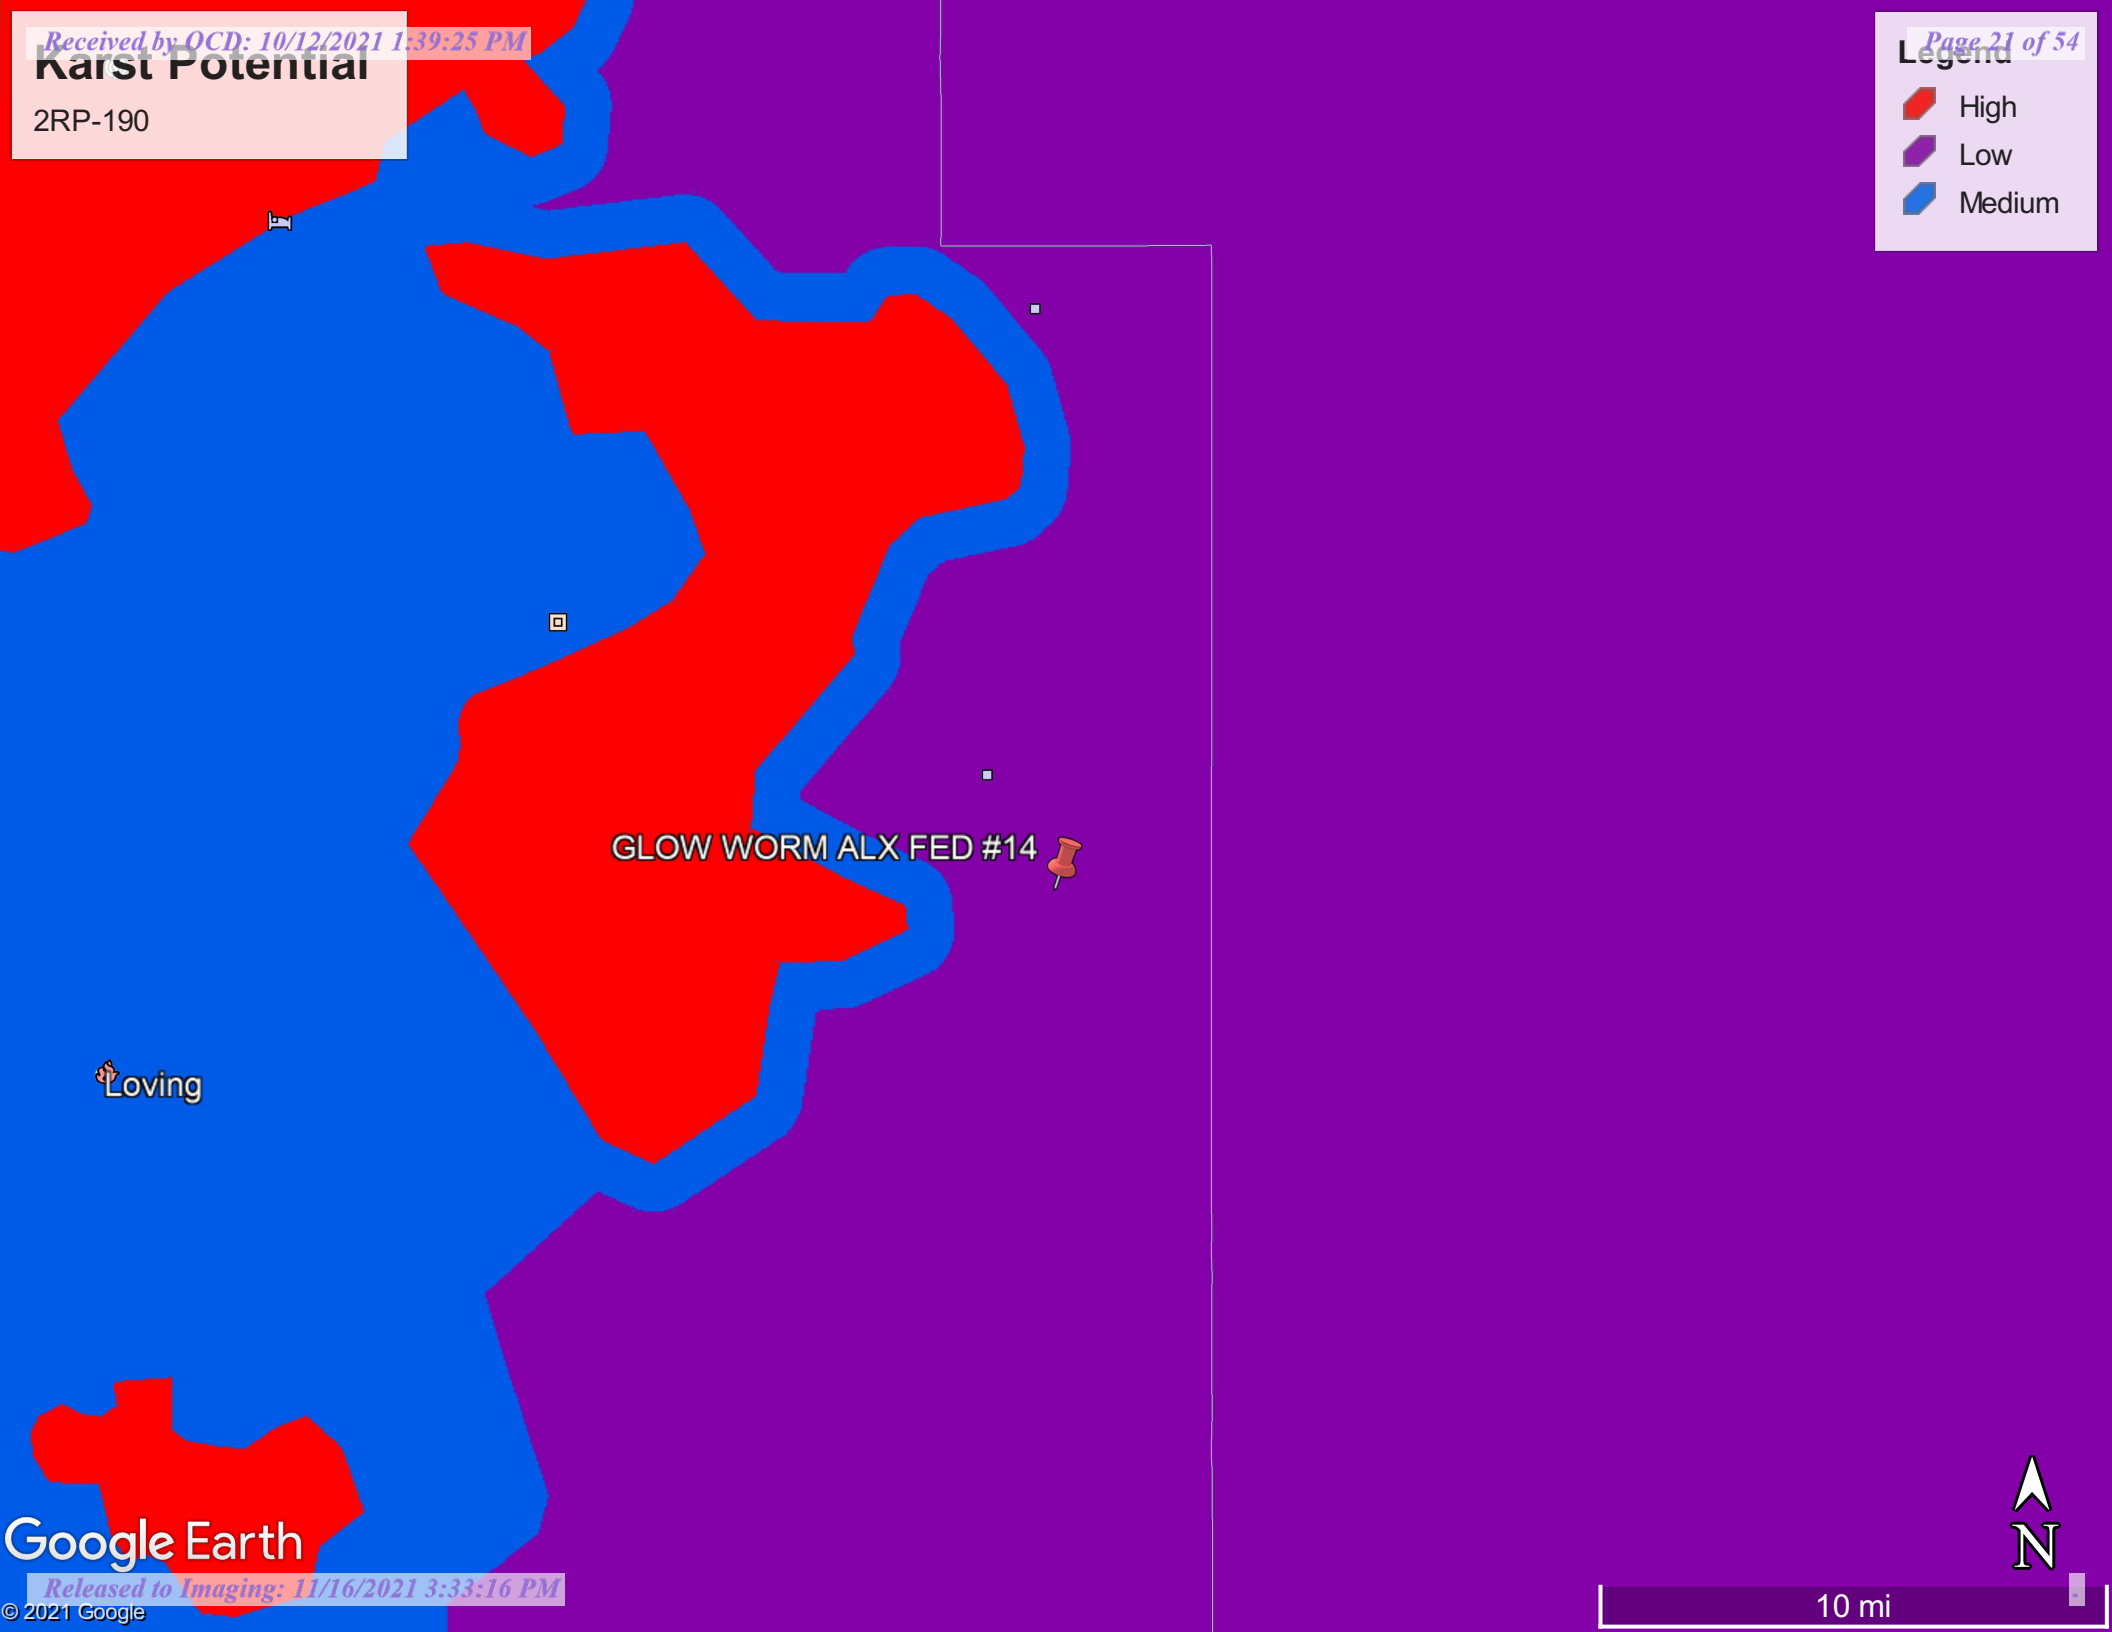 Received by OCD: 10/12/2021 1:39:25 PM
Page 21 of 54
Karst Potential
2RP-190
Legend
High
Low
Medium
GLOW WORM ALX FED #14
Loving
Google Earth
N
Released to Imaging: 11/16/2021 3:33:16 PM
© 2021 Google
10 mi